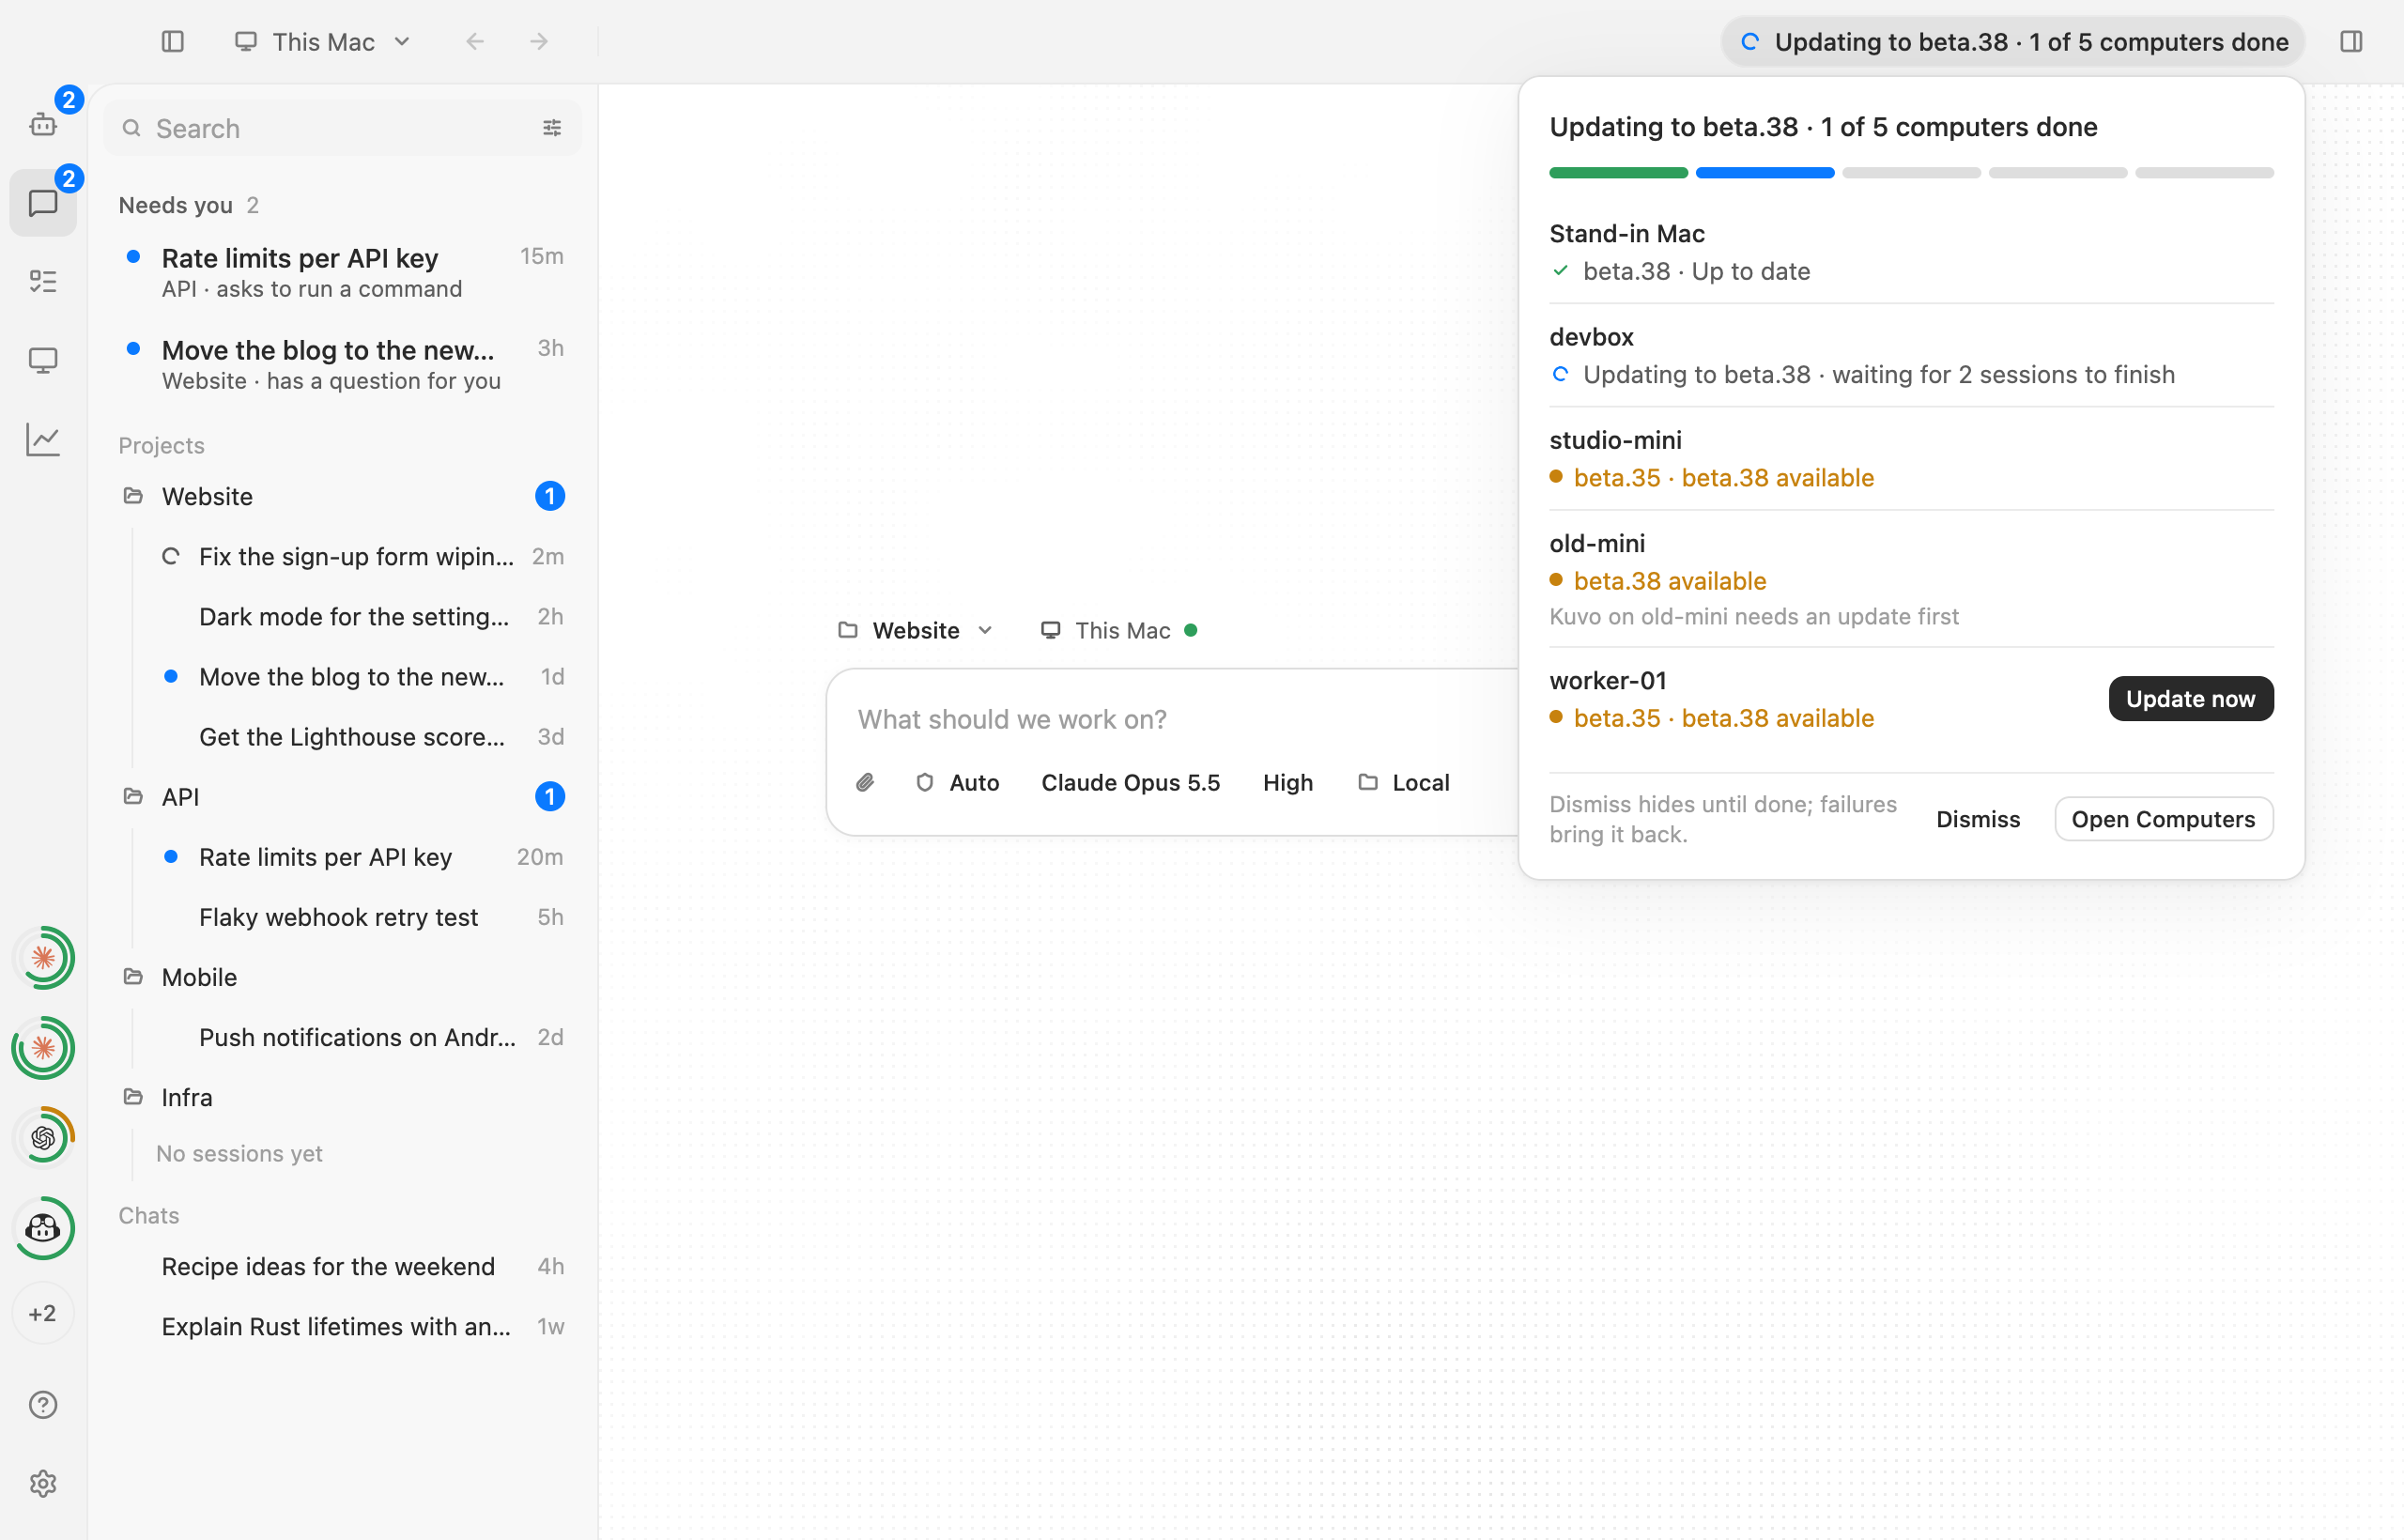 This Mac
Updating to beta.38 · 1 of 5 computers done
2
2
Search
Needs you 2
Rate limits per API key 15m
API · asks to run a command
Move the blog to the new... 3h
Website · has a question for you
Projects
Website 1
Fix the sign-up form wipin... 2m
Dark mode for the setting... 2h
Move the blog to the new... 1d
Get the Lighthouse score... 3d
API 1
Rate limits per API key 20m
Flaky webhook retry test 5h
Mobile
Push notifications on Andr... 2d
Infra
No sessions yet
Chats
Recipe ideas for the weekend 4h
Explain Rust lifetimes with an... 1w
+2
Website This Mac
What should we work on?
Auto Claude Opus 5.5 High Local
Updating to beta.38 · 1 of 5 computers done
Stand-in Mac
beta.38 · Up to date
devbox
Updating to beta.38 · waiting for 2 sessions to finish
studio-mini
beta.35 · beta.38 available
old-mini
beta.38 available
Kuvo on old-mini needs an update first
worker-01
beta.35 · beta.38 available
Update now
Dismiss hides until done; failures
bring it back.
Dismiss
Open Computers